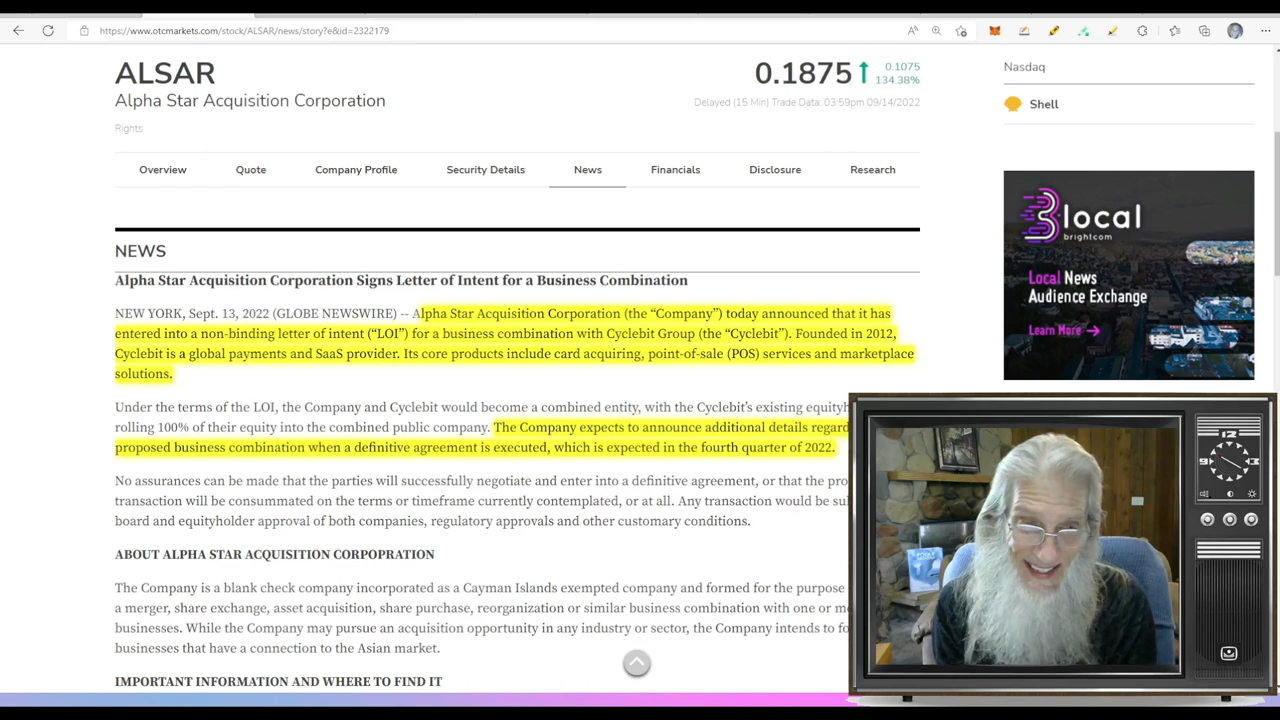 https://www.otcmarkets.com/stock/ALSAR/news/story?e&id=2322179
ALSAR
Alpha Star Acquisition Corporation
Rights
0.1875
0.1075
134.38%
Delayed (15 Min) Trade Data: 03:59pm 09/14/2022
Overview
Quote
Company Profile
Security Details
News
Financials
Disclosure
Research
NEWS
Alpha Star Acquisition Corporation Signs Letter of Intent for a Business Combination
NEW YORK, Sept. 13, 2022 (GLOBE NEWSWIRE) -- Alpha Star Acquisition Corporation (the “Company”) today announced that it has
entered into a non-binding letter of intent (“LOI”) for a business combination with Cyclebit Group (the “Cyclebit”). Founded in 2012,
Cyclebit is a global payments and SaaS provider. Its core products include card acquiring, point-of-sale (POS) services and marketplace
solutions.
Under the terms of the LOI, the Company and Cyclebit would become a combined entity, with the Cyclebit’s existing equityh
rolling 100% of their equity into the combined public company. The Company expects to announce additional details regard
proposed business combination when a definitive agreement is executed, which is expected in the fourth quarter of 2022.
No assurances can be made that the parties will successfully negotiate and enter into a definitive agreement, or that the pro
transaction will be consummated on the terms or timeframe currently contemplated, or at all. Any transaction would be su
board and equityholder approval of both companies, regulatory approvals and other customary conditions.
ABOUT ALPHA STAR ACQUISITION CORPORATION
The Company is a blank check company incorporated as a Cayman Islands exempted company and formed for the purpose
a merger, share exchange, asset acquisition, share purchase, reorganization or similar business combination with one or mo
businesses. While the Company may pursue an acquisition opportunity in any industry or sector, the Company intends to fo
businesses that have a connection to the Asian market.
IMPORTANT INFORMATION AND WHERE TO FIND IT
Nasdaq
Shell
local
brightcom
Local News
Audience Exchange
Learn More
12
9
3